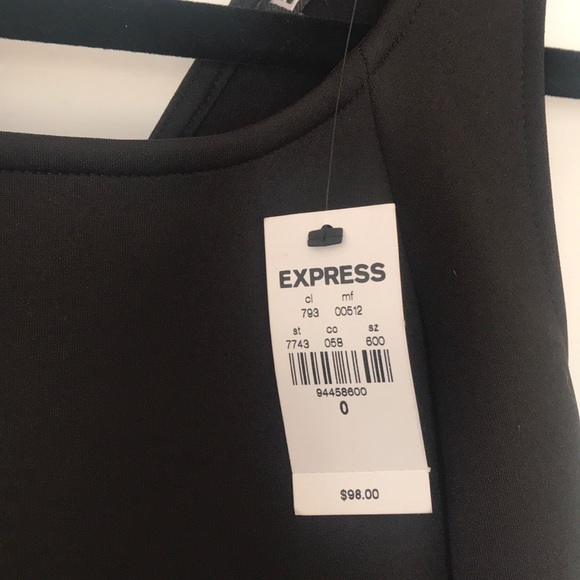 EXPRESS
cl mf
793 00512
st co sz
7743 058 600
94458600
0
$98.00